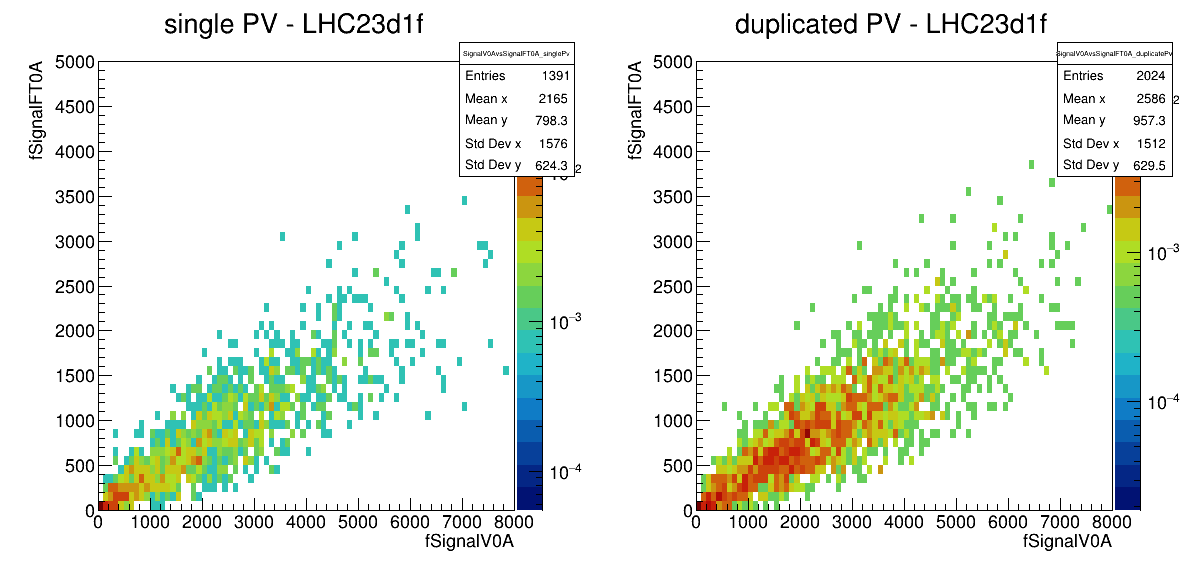 single PV - LHC23d1f
fSignalFT0A
5000
4500
4000
3500
3000
2500
2000
1500
1000
500
0
0 1000 2000 3000 4000 5000 6000 7000 8000
fSignalV0A
SignalV0AvsSignalFT0A_singlePv
Entries 1391
Mean x 2165
Mean y 798.3
Std Dev x 1576
Std Dev y 624.3
10⁻²
10⁻³
10⁻⁴
duplicated PV - LHC23d1f
fSignalFT0A
5000
4500
4000
3500
3000
2500
2000
1500
1000
500
0
0 1000 2000 3000 4000 5000 6000 7000 8000
fSignalV0A
SignalV0AvsSignalFT0A_duplicatePv
Entries 2024
Mean x 2586
Mean y 957.3
Std Dev x 1512
Std Dev y 629.5
2
10⁻³
10⁻⁴